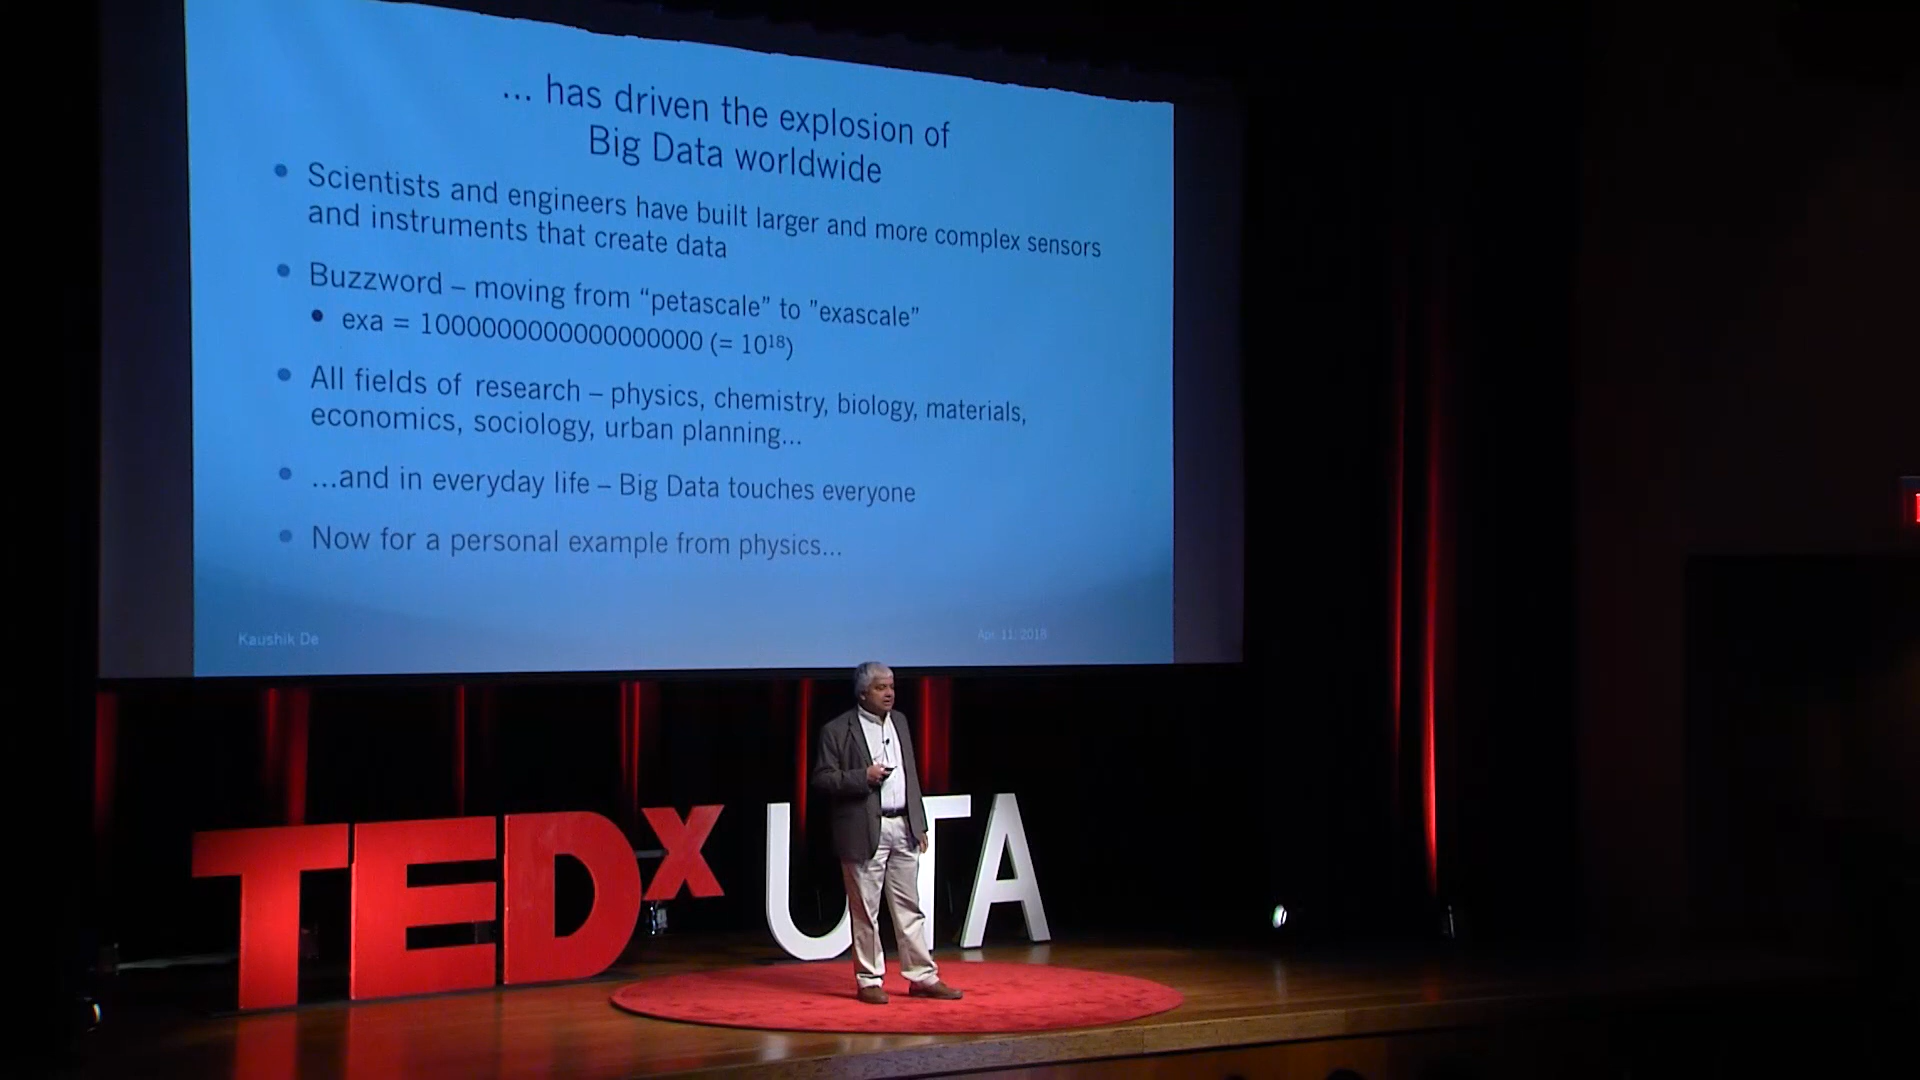 ... has driven the explosion of
Big Data worldwide
• Scientists and engineers have built larger and more complex sensors
and instruments that create data
• Buzzword – moving from “petascale” to ”exascale”
• exa = 1000000000000000000 (= 10¹⁸)
• All fields of research – physics, chemistry, biology, materials,
economics, sociology, urban planning...
• ...and in everyday life – Big Data touches everyone
• Now for a personal example from physics...
Kaushik De
Apr. 11, 2018
TEDx UTA